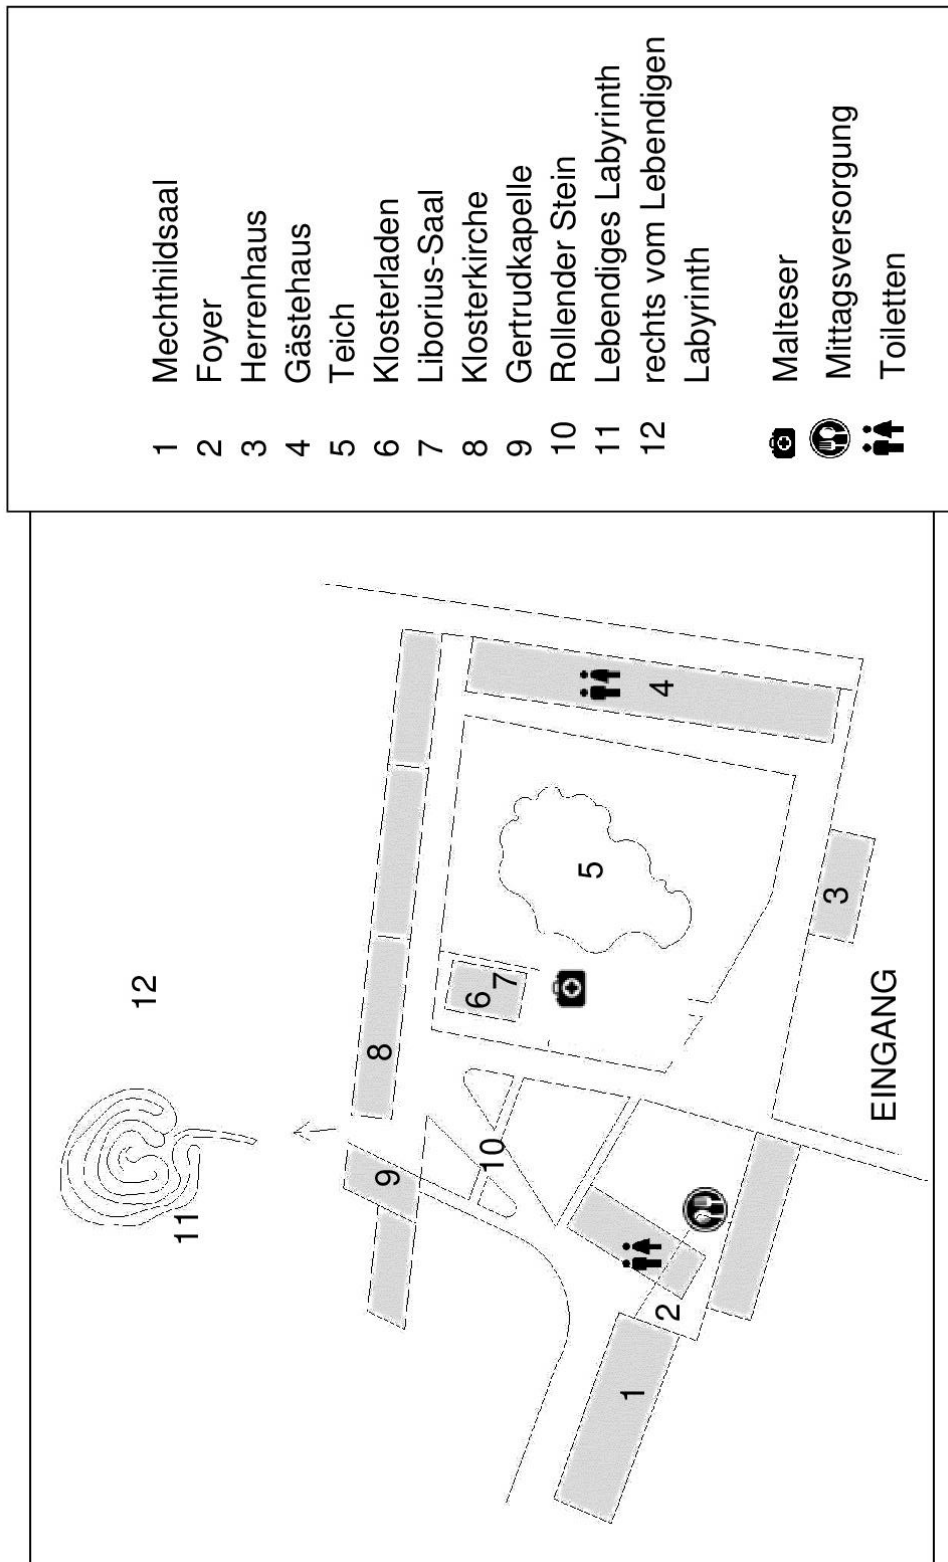 1 Mechthildsaal
2 Foyer
3 Herrenhaus
4 Gästehaus
5 Teich
6 Klosterladen
7 Liborius-Saal
8 Klosterkirche
9 Gertrudkapelle
10 Rollender Stein
11 Lebendiges Labyrinth
12 rechts vom Lebendigen
Labyrinth
Malteser
Mittagsversorgung
Toiletten
11
12
9
8
10
6
7
5
4
2
1
3
EINGANG